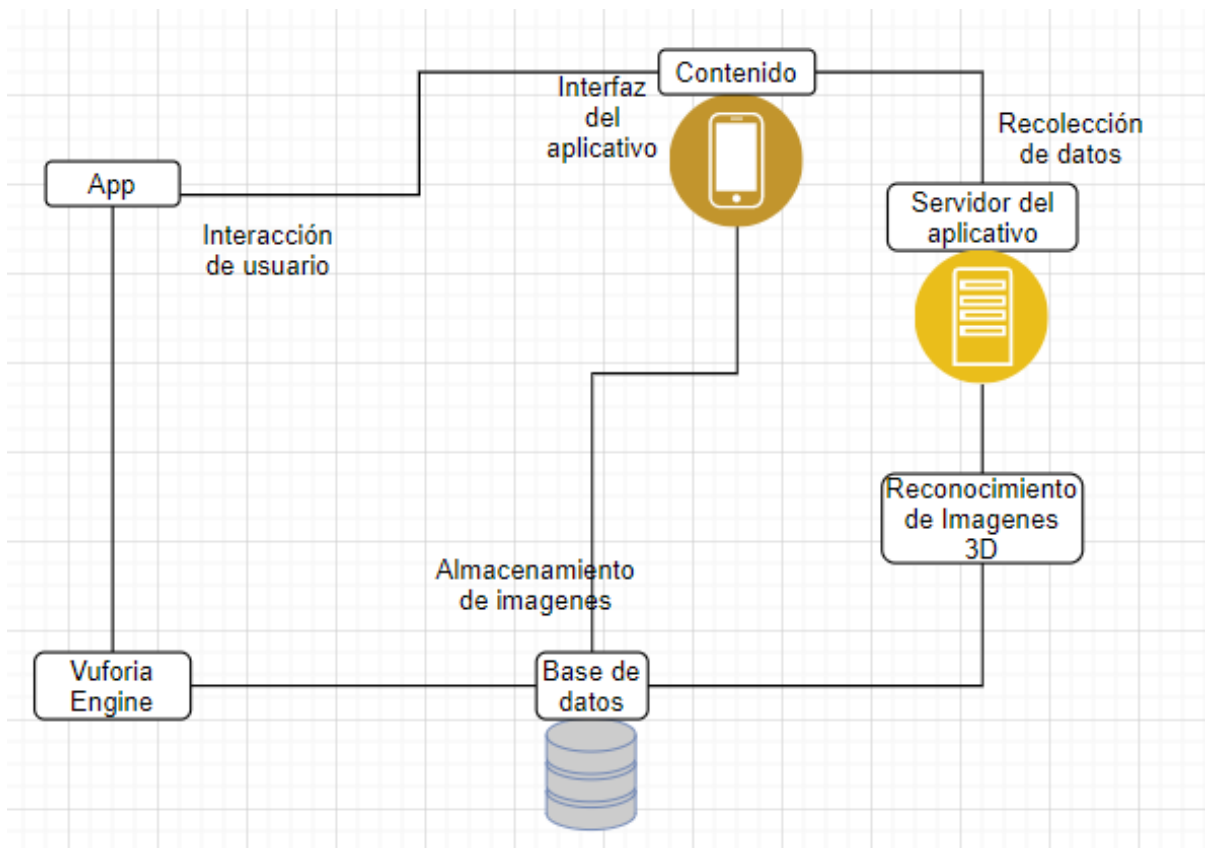 Contenido
Interfaz
del
aplicativo
Recolección
de datos
App
Servidor del
aplicativo
Interacción
de usuario
Reconocimiento
de Imagenes
3D
Almacenamiento
de imagenes
Vuforia
Engine
Base de
datos